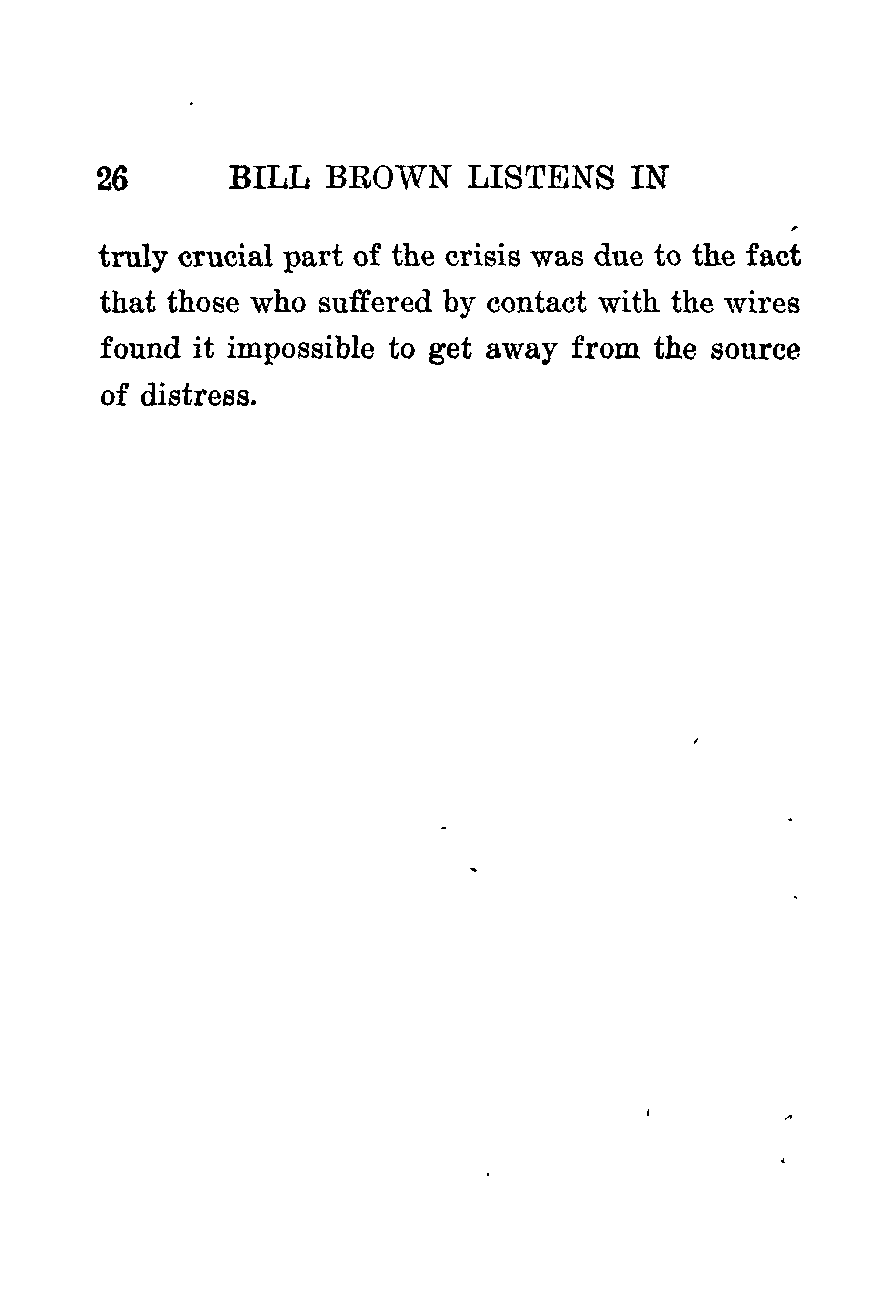 26 BILL BROWN LISTENS IN
truly crucial part of the crisis was due to the fact
that those who suffered by contact with the wires
found it impossible to get away from the source
of distress.